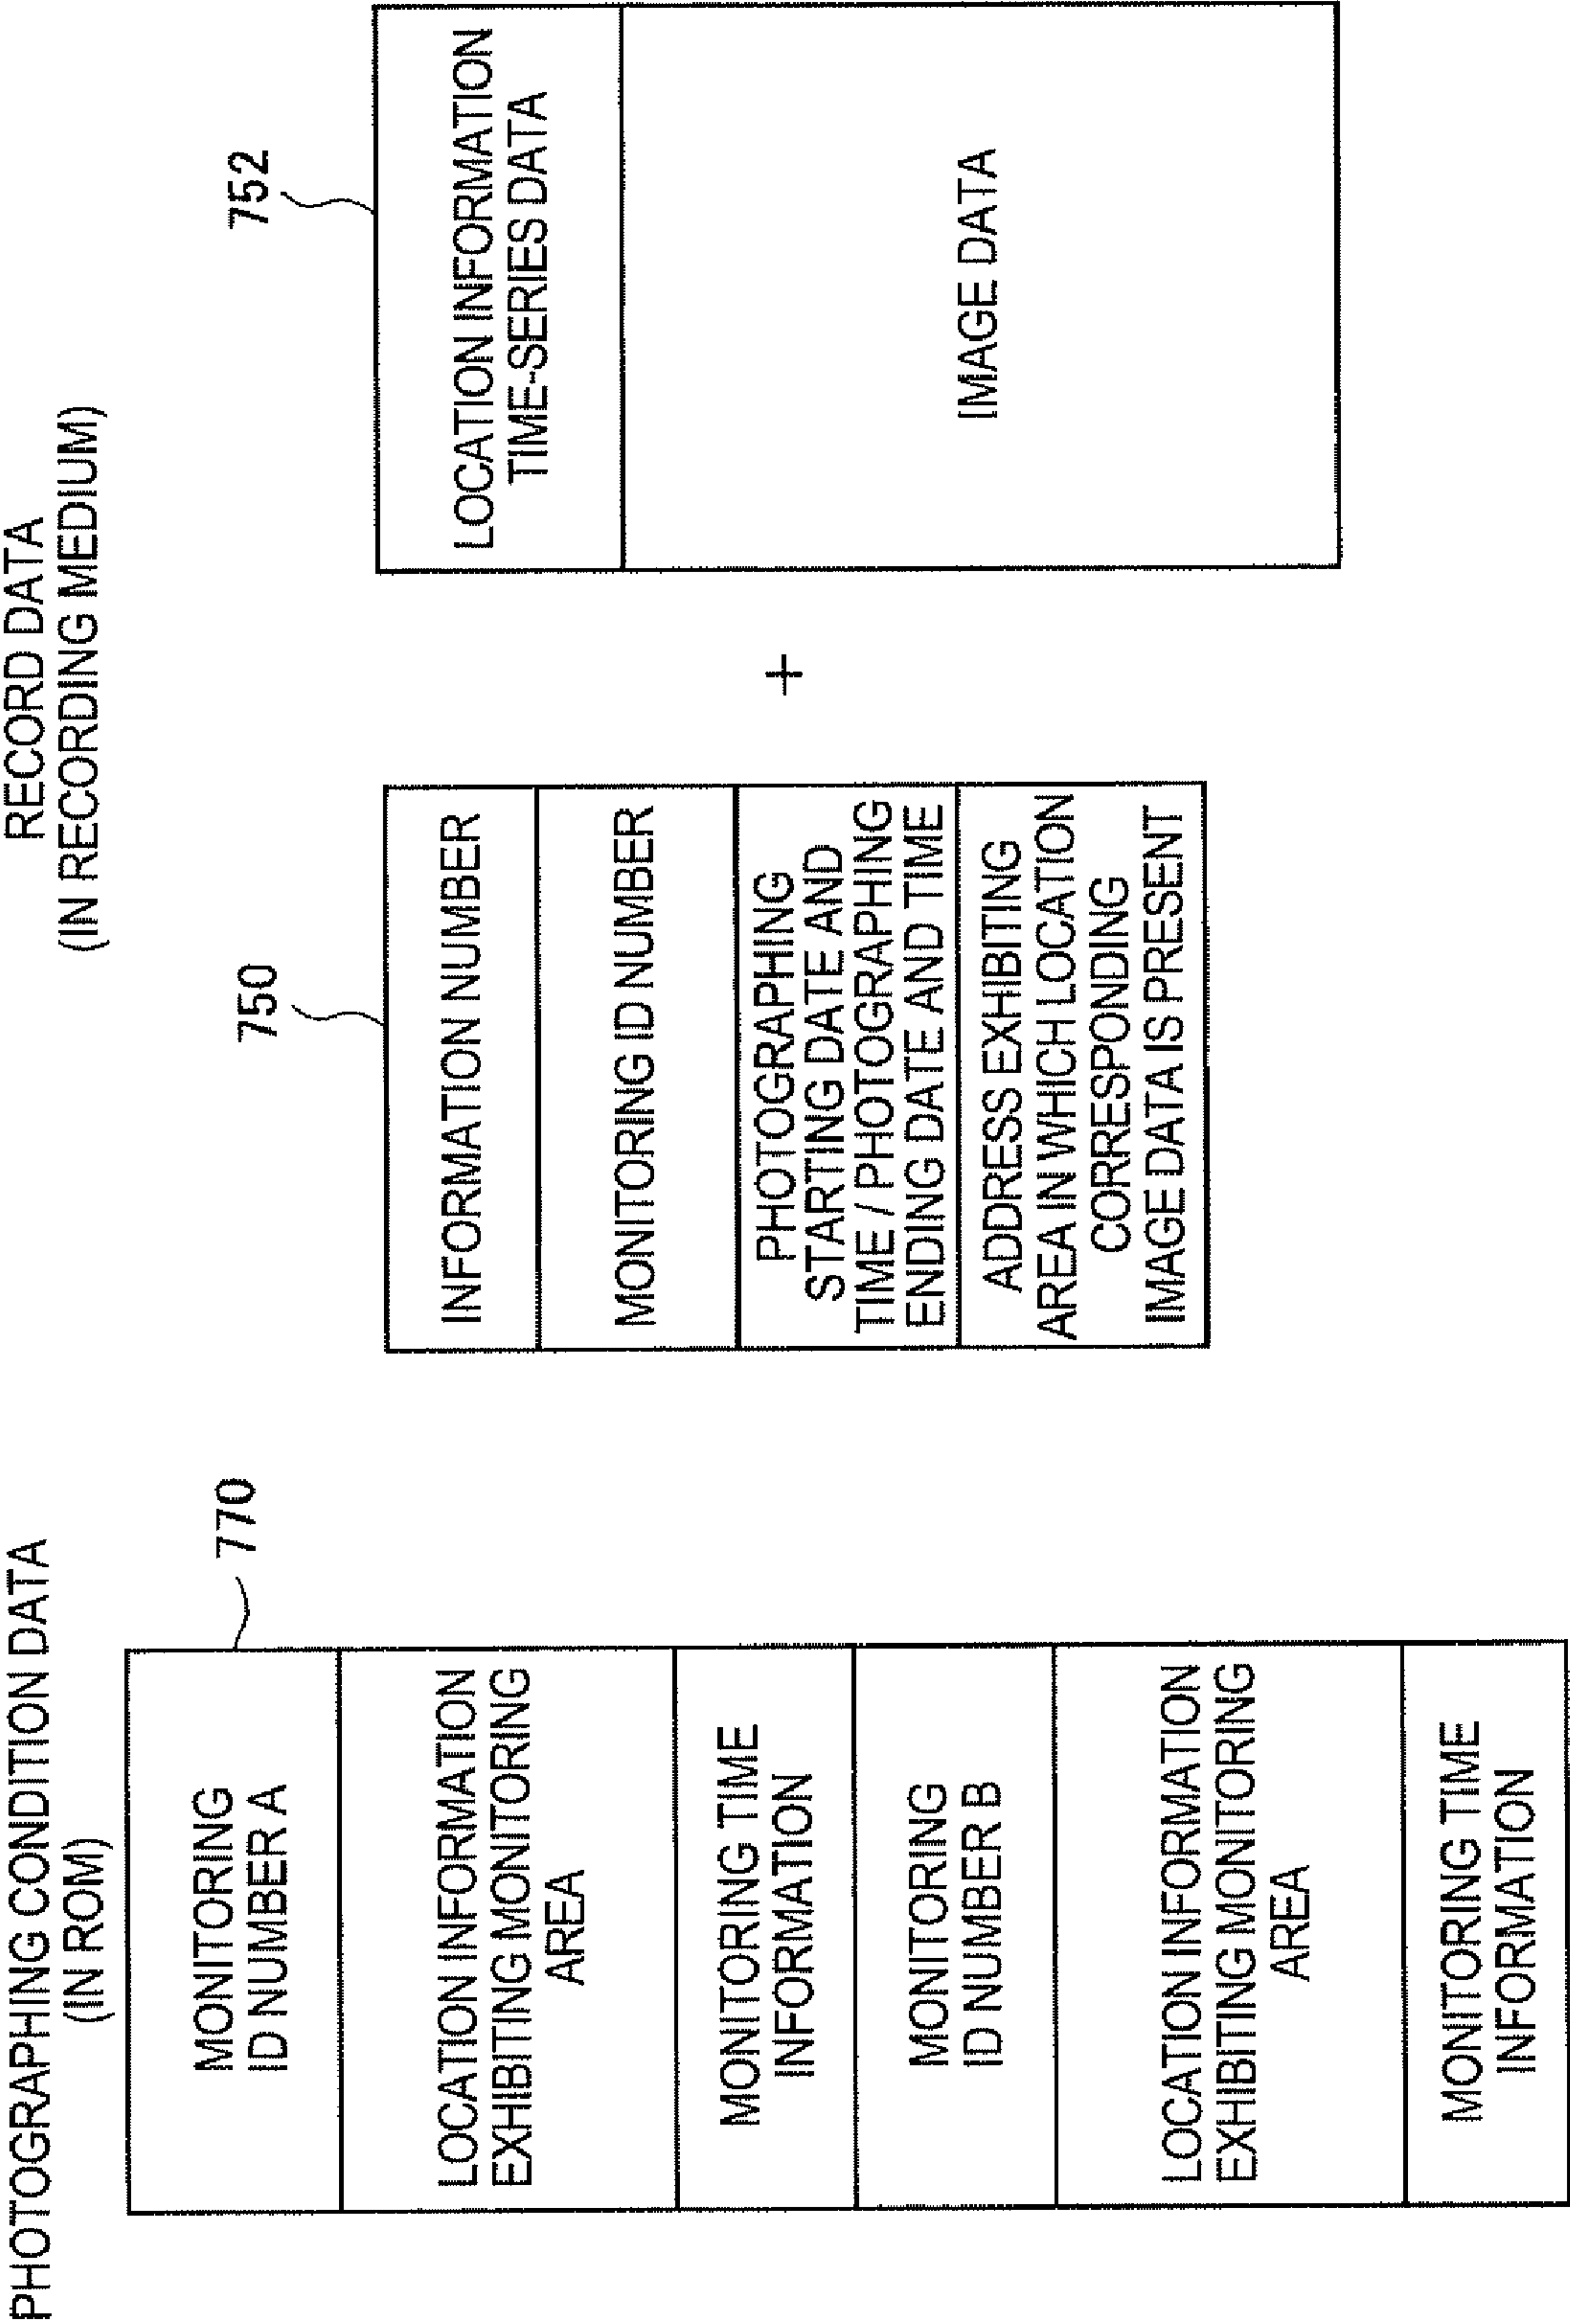 PHOTOGRAPHING CONDITION DATA
(IN ROM)
770
MONITORING
ID NUMBER A
LOCATION INFORMATION
EXHIBITING MONITORING
AREA
MONITORING TIME
INFORMATION
MONITORING
ID NUMBER B
LOCATION INFORMATION
EXHIBITING MONITORING
AREA
MONITORING TIME
INFORMATION
RECORD DATA
(IN RECORDING MEDIUM)
750
INFORMATION NUMBER
MONITORING ID NUMBER
PHOTOGRAPHING
STARTING DATE AND
TIME / PHOTOGRAPHING
ENDING DATE AND TIME
ADDRESS EXHIBITING
AREA IN WHICH LOCATION
CORRESPONDING
IMAGE DATA IS PRESENT
+
752
LOCATION INFORMATION
TIME-SERIES DATA
IMAGE DATA